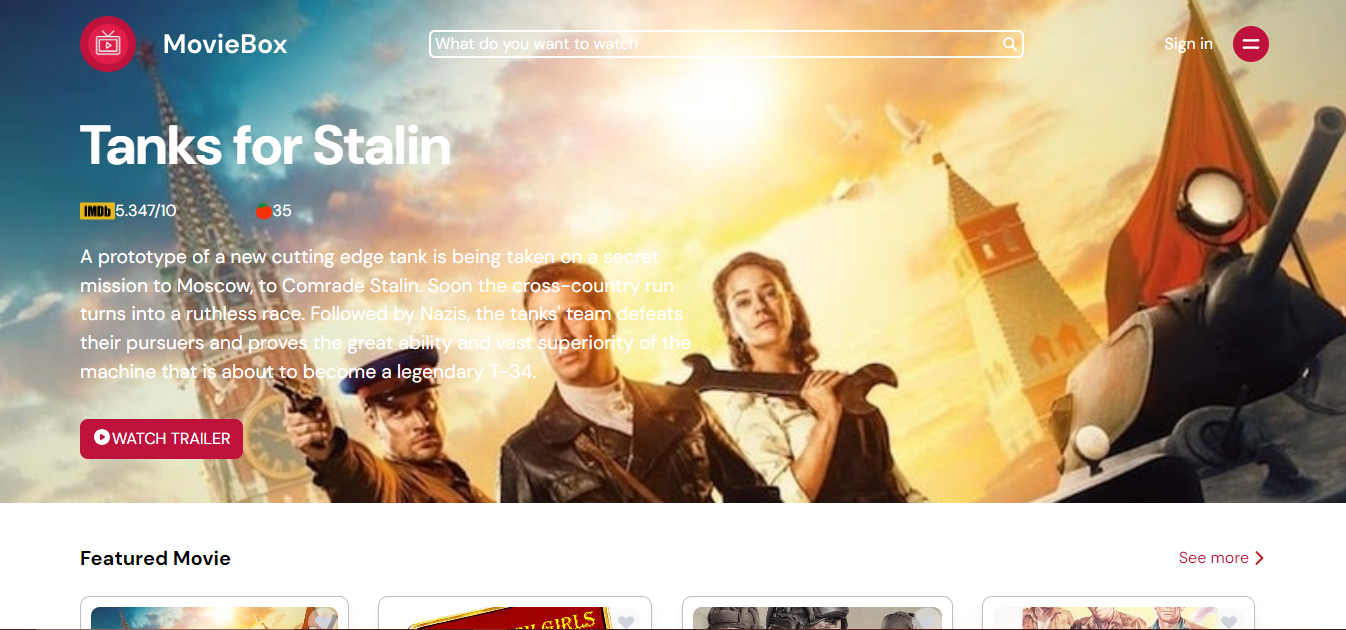 MovieBox
What do you want to watch
Sign in
Tanks for Stalin
IMDb 5.347/10
35
A prototype of a new cutting edge tank is being taken on a secret
mission to Moscow, to Comrade Stalin. Soon the cross-country run
turns into a ruthless race. Followed by Nazis, the tanks' team defeats
their pursuers and proves the great ability and vast superiority of the
machine that is about to become a legendary T-34.
WATCH TRAILER
Featured Movie
See more
GIRLS